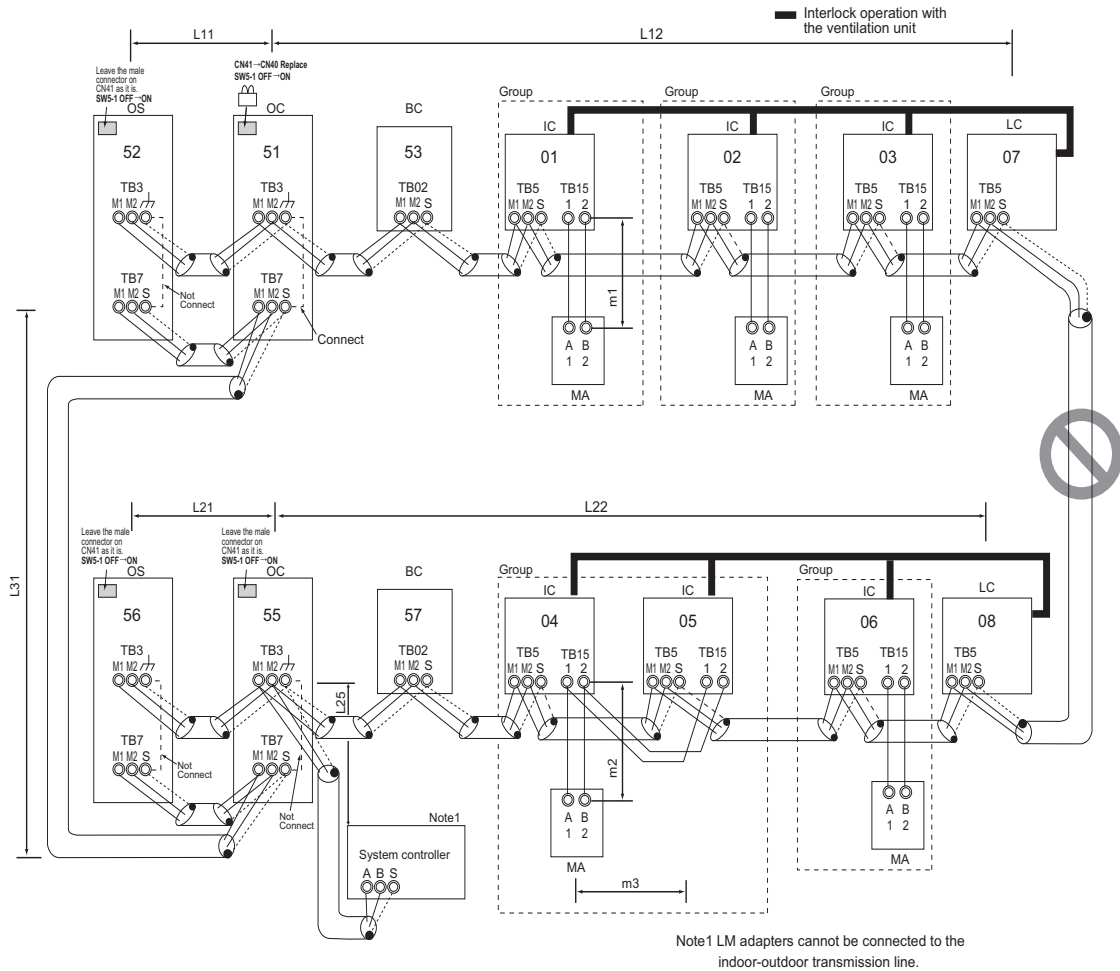 Interlock operation with
the ventilation unit
L11
L12
Leave the male
connector on
CN41 as it is.
SW5-1 OFF→ON
CN41→CN40 Replace
SW5-1 OFF→ON
OS
OC
BC
Group
Group
Group
IC
IC
IC
LC
52
51
53
01
02
03
07
TB3
TB3
TB02
TB5 TB15
TB5 TB15
TB5 TB15
TB5
M1 M2
M1 M2
M1 M2 S
M1 M2 S 1 2
M1 M2 S 1 2
M1 M2 S 1 2
M1 M2 S
TB7
TB7
M1 M2 S
Not
Connect
M1 M2 S
Connect
m1
A B
1 2
MA
A B
1 2
MA
A B
1 2
MA
L31
L21
L22
Leave the male
connector on
CN41 as it is.
SW5-1 OFF→ON
Leave the male
connector on
CN41 as it is.
SW5-1 OFF→ON
OS
OC
BC
Group
Group
IC
IC
IC
LC
56
55
57
04
05
06
08
TB3
TB3
TB02
TB5 TB15
TB5 TB15
TB5 TB15
TB5
M1 M2
M1 M2
M1 M2 S
M1 M2 S 1 2
M1 M2 S 1 2
M1 M2 S 1 2
M1 M2 S
L25
TB7
TB7
M1 M2 S
Not
Connect
M1 M2 S
Not
Connect
m2
A B
1 2
MA
A B
1 2
MA
Note1
System controller
A B S
m3
Note1 LM adapters cannot be connected to the
indoor-outdoor transmission line.